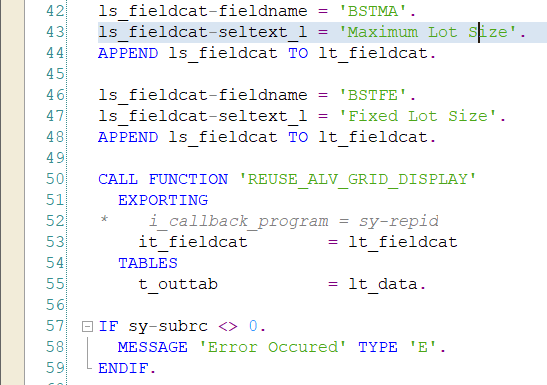 42 ls_fieldcat-fieldname = 'BSTMA'.
43 ls_fieldcat-seltext_l = 'Maximum Lot Size'.
44 APPEND ls_fieldcat TO lt_fieldcat.
45
46 ls_fieldcat-fieldname = 'BSTFE'.
47 ls_fieldcat-seltext_l = 'Fixed Lot Size'.
48 APPEND ls_fieldcat TO lt_fieldcat.
49
50 CALL FUNCTION 'REUSE_ALV_GRID_DISPLAY'
51 EXPORTING
52 * i_callback_program = sy-repid
53 it_fieldcat = lt_fieldcat
54 TABLES
55 t_outtab = lt_data.
56
57 IF sy-subrc <> 0.
58 MESSAGE 'Error Occured' TYPE 'E'.
59 ENDIF.